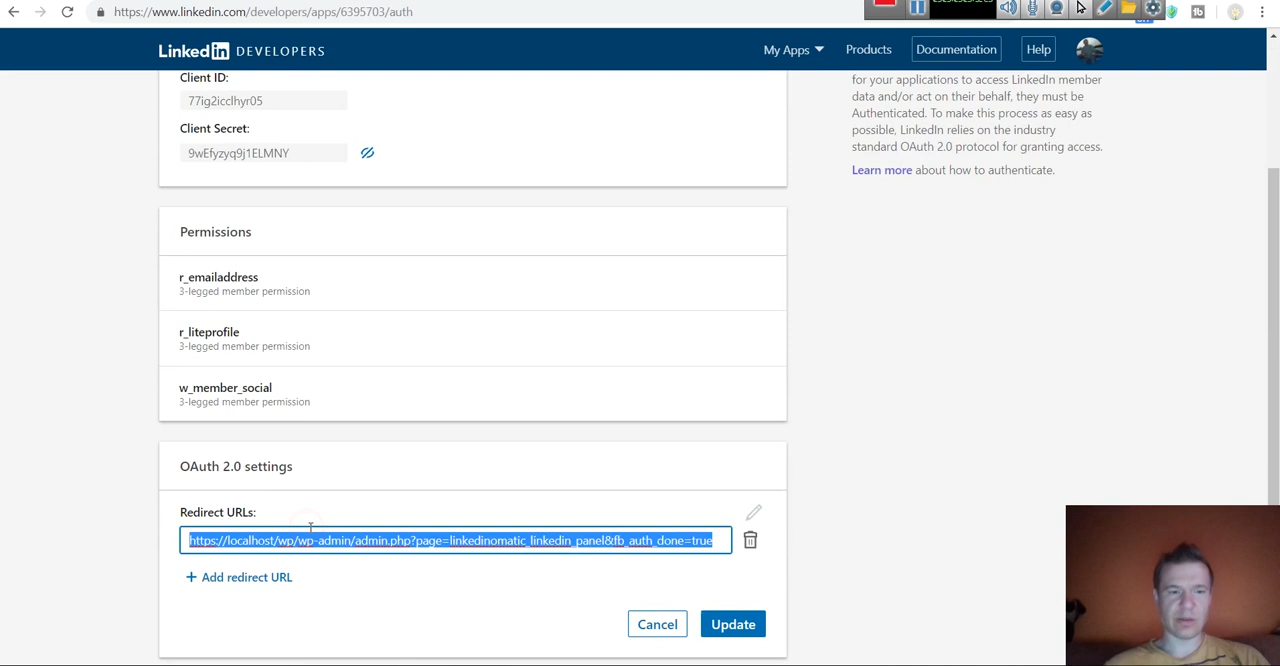 https://www.linkedin.com/developers/apps/6395703/auth
Linked in DEVELOPERS
My Apps
Products
Documentation
Help
Client ID:
77ig2icclhyr05
Client Secret:
9wEfyzyq9j1ELMNY
for your applications to access LinkedIn member
data and/or act on their behalf, they must be
Authenticated. To make this process as easy as
possible, LinkedIn relies on the industry
standard OAuth 2.0 protocol for granting access.
Learn more about how to authenticate.
Permissions
r_emailaddress
3-legged member permission
r_liteprofile
3-legged member permission
w_member_social
3-legged member permission
OAuth 2.0 settings
Redirect URLs:
https://localhost/wp/wp-admin/admin.php?page=linkedinomatic_linkedin_panel&fb_auth_done=true
+ Add redirect URL
Cancel
Update